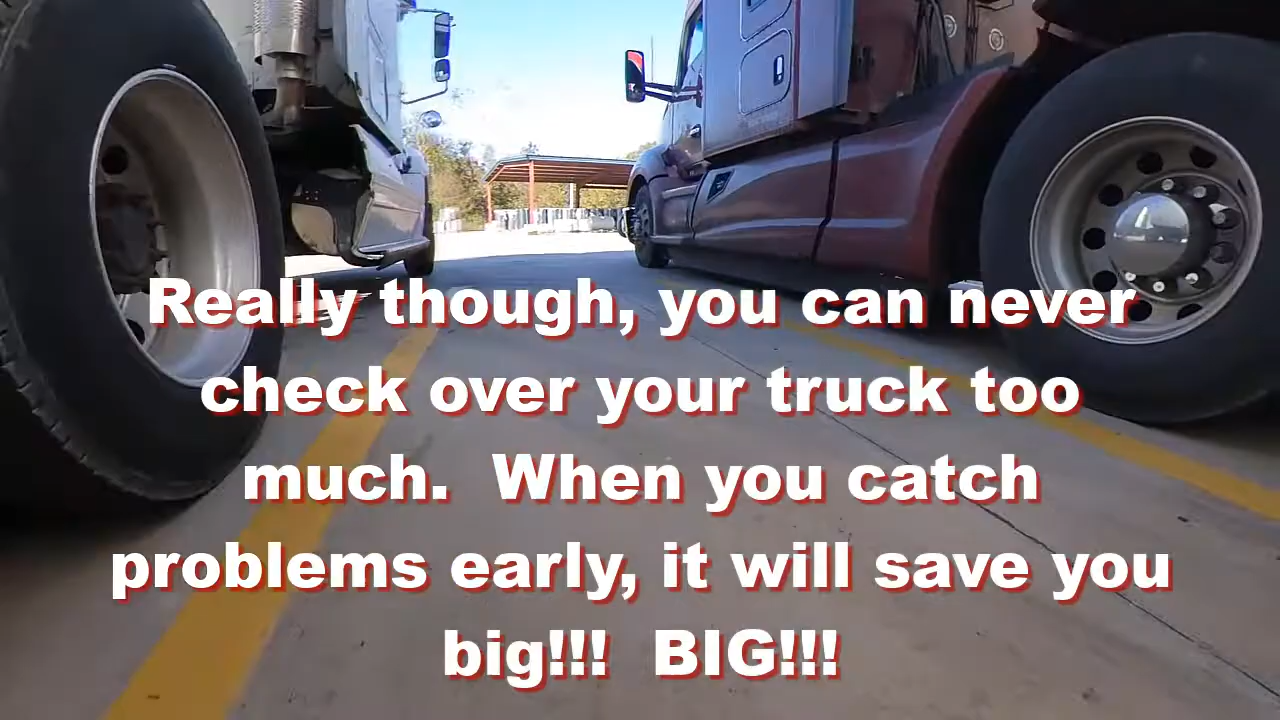 Really though, you can never
check over your truck too
much.  When you catch
problems early, it will save you
big!!!  BIG!!!